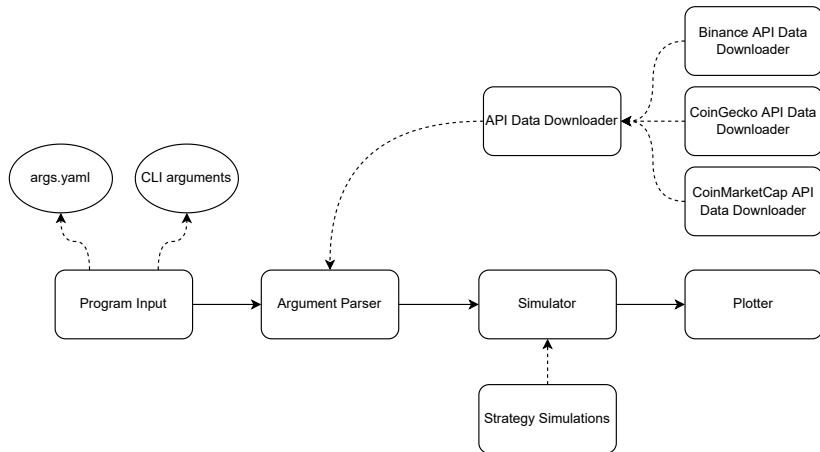 Binance API Data
Downloader
API Data Downloader
CoinGecko API Data
Downloader
args.yaml
CLI arguments
CoinMarketCap API
Data Downloader
Program Input
Argument Parser
Simulator
Plotter
Strategy Simulations